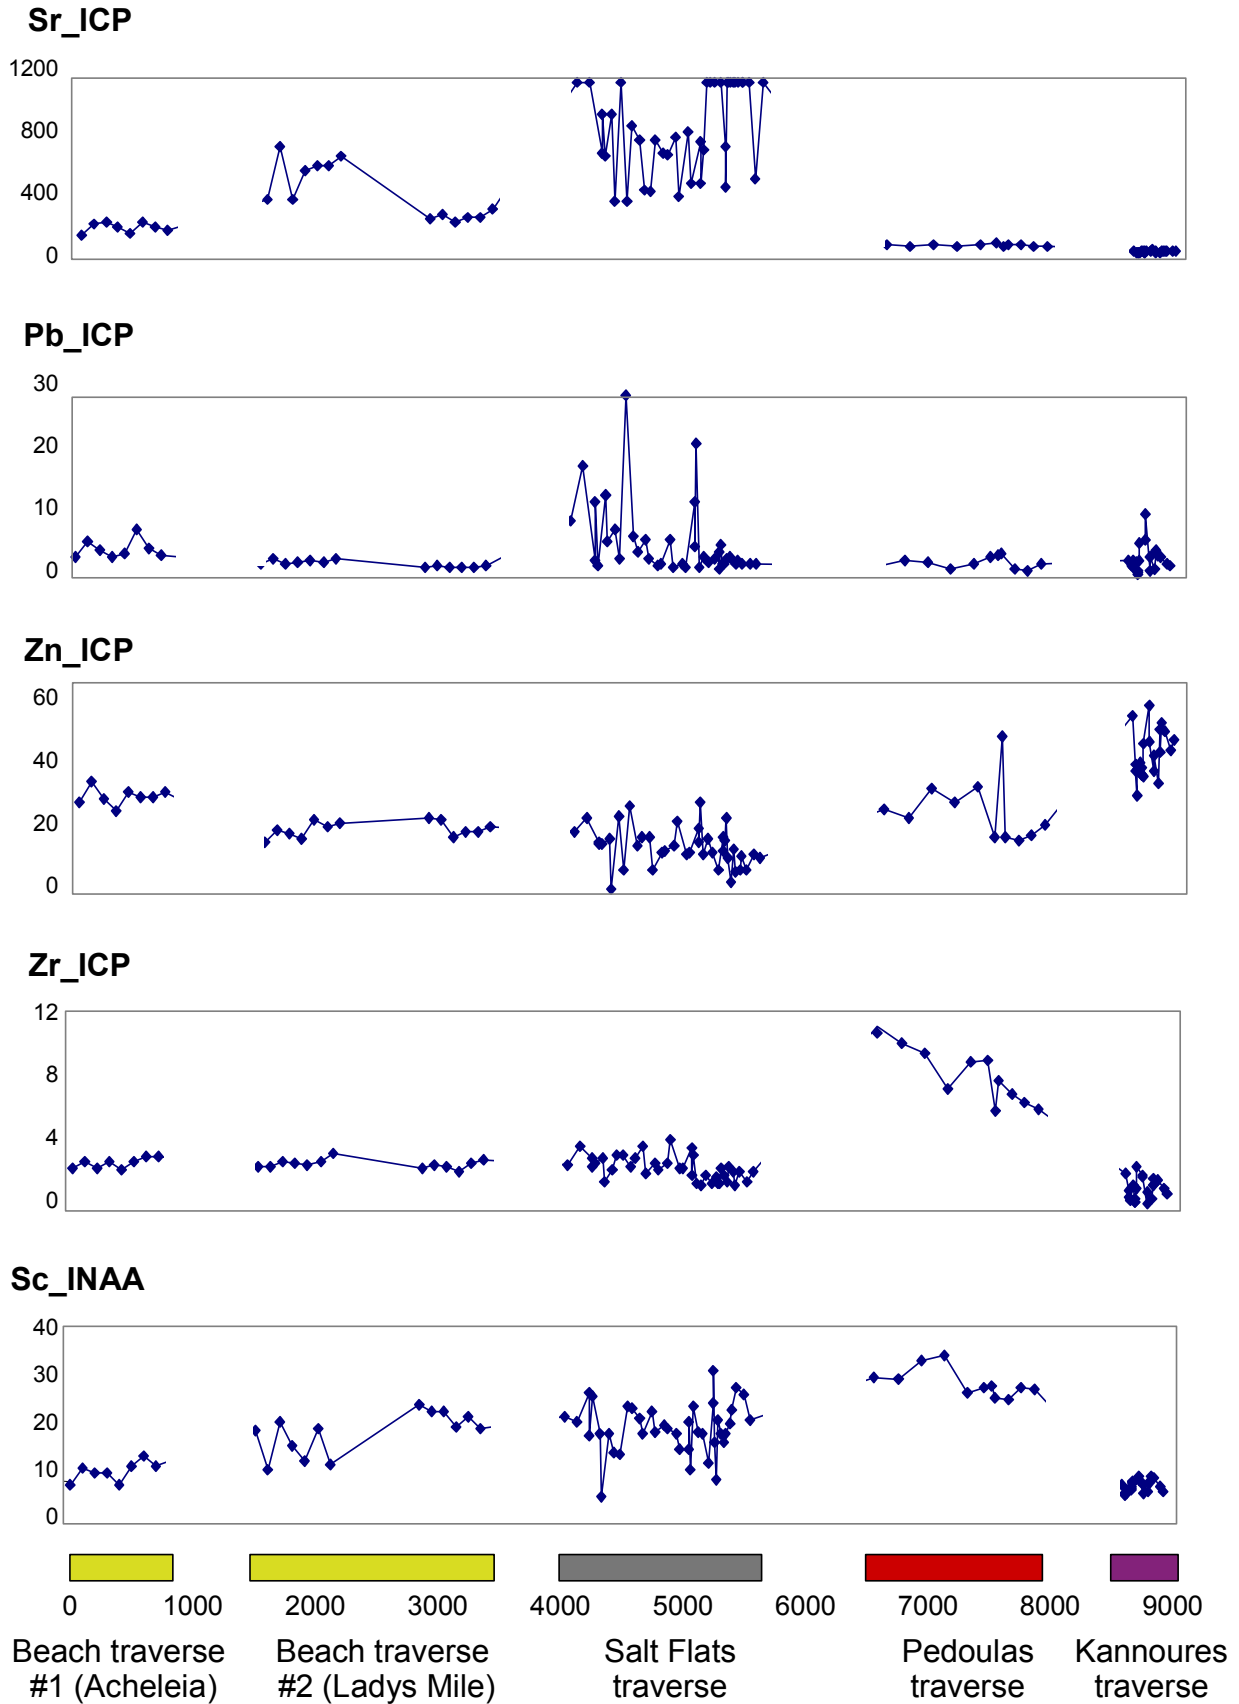 Sr_ICP
1200
800
400
0
Pb_ICP
30
20
10
0
Zn_ICP
60
40
20
0
Zr_ICP
12
8
4
0
Sc_INAA
40
30
20
10
0
0 1000 2000 3000 4000 5000 6000 7000 8000 9000
Beach traverse Beach traverse Salt Flats Pedoulas Kannoures
#1 (Acheleia) #2 (Ladys Mile) traverse traverse traverse